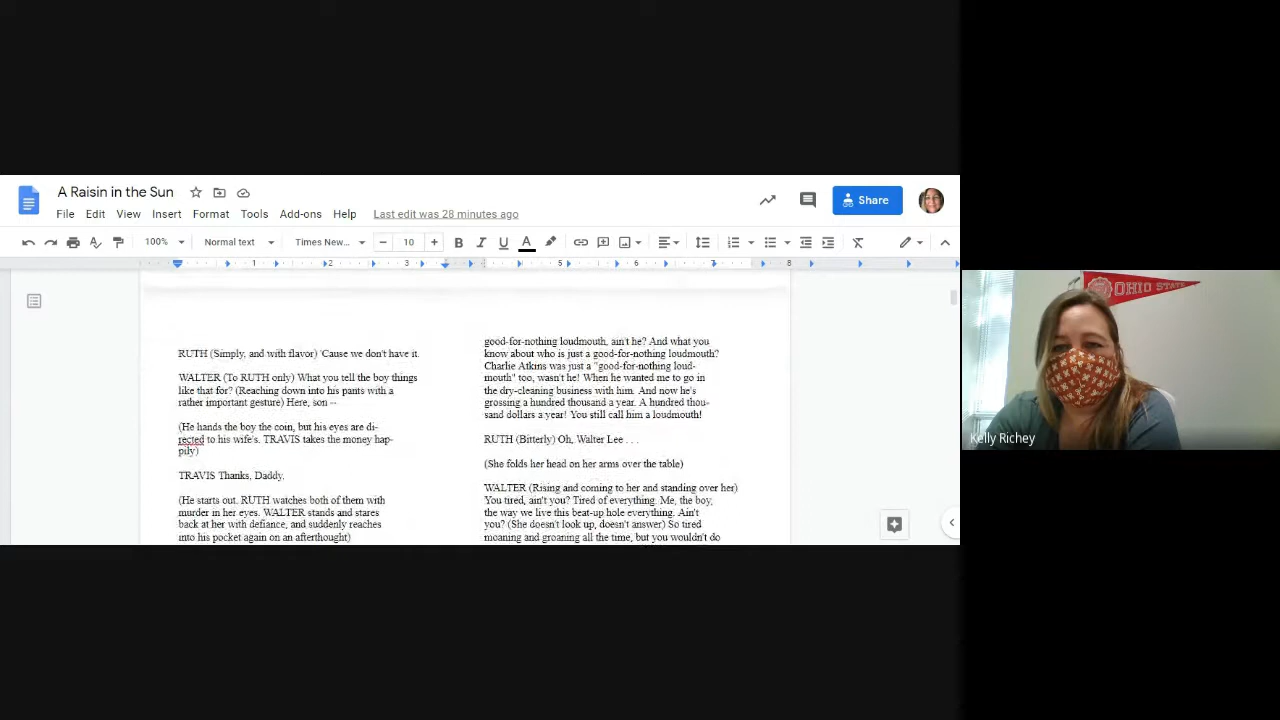 A Raisin in the Sun
File Edit View Insert Format Tools Add-ons Help Last edit was 28 minutes ago
Share
100% Normal text Times New... 10 B I U A
1 2 3 5 6 7 8
RUTH (Simply, and with flavor) 'Cause we don't have it.
WALTER (To RUTH only) What you tell the boy things
like that for? (Reaching down into his pants with a
rather important gesture) Here, son --
(He hands the boy the coin, but his eyes are di-
rected to his wife's. TRAVIS takes the money hap-
pily)
TRAVIS Thanks, Daddy.
(He starts out. RUTH watches both of them with
murder in her eyes. WALTER stands and stares
back at her with defiance, and suddenly reaches
into his pocket again on an afterthought)
good-for-nothing loudmouth, ain't he? And what you
know about who is just a good-for-nothing loudmouth?
Charlie Atkins was just a "good-for-nothing loud-
mouth" too, wasn't he! When he wanted me to go in
the dry-cleaning business with him. And now he's
grossing a hundred thousand a year. A hundred thou-
sand dollars a year! You still call him a loudmouth!
RUTH (Bitterly) Oh, Walter Lee . . .
(She folds her head on her arms over the table)
WALTER (Rising and coming to her and standing over her)
You tired, ain't you? Tired of everything. Me, the boy,
the way we live this beat-up hole everything. Ain't
you? (She doesn't look up, doesn't answer) So tired
moaning and groaning all the time, but you wouldn't do
OHIO STATE
Kelly Richey